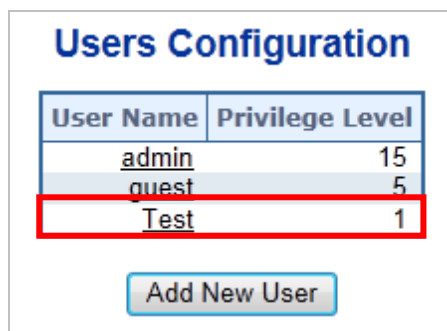 Users Configuration
User Name Privilege Level
admin 15
guest 5
Test 1
Add New User